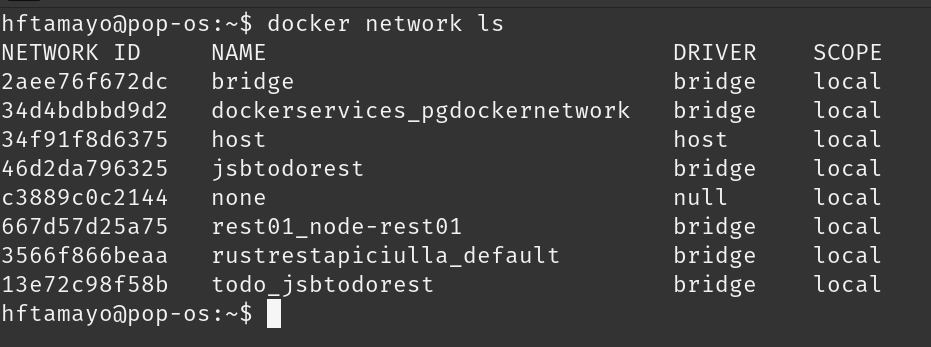 hftamayo@pop-os:~$ docker network ls
NETWORK ID     NAME                             DRIVER    SCOPE
2aee76f672dc   bridge                           bridge    local
34d4bdbbd9d2   dockerservices_pgdockernetwork   bridge    local
34f91f8d6375   host                             host      local
46d2da796325   jsbtodorest                      bridge    local
c3889c0c2144   none                             null      local
667d57d25a75   rest01_node-rest01               bridge    local
3566f866beaa   rustrestapiciulla_default        bridge    local
13e72c98f58b   todo_jsbtodorest                 bridge    local
hftamayo@pop-os:~$